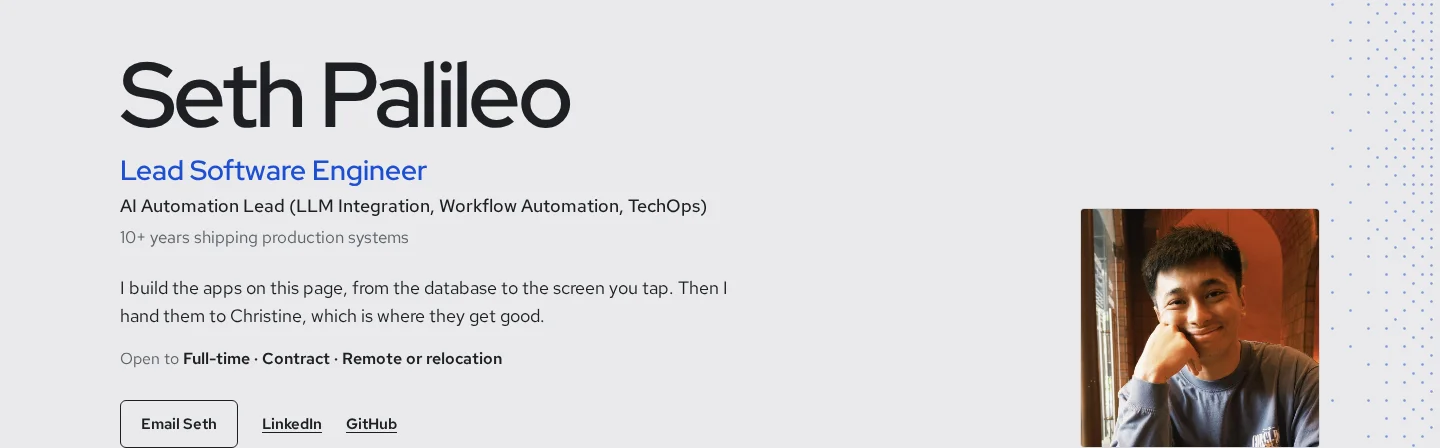 Seth Palileo
Lead Software Engineer
AI Automation Lead (LLM Integration, Workflow Automation, TechOps)
10+ years shipping production systems
I build the apps on this page, from the database to the screen you tap. Then I
hand them to Christine, which is where they get good.
Open to Full-time · Contract · Remote or relocation
Email Seth LinkedIn GitHub